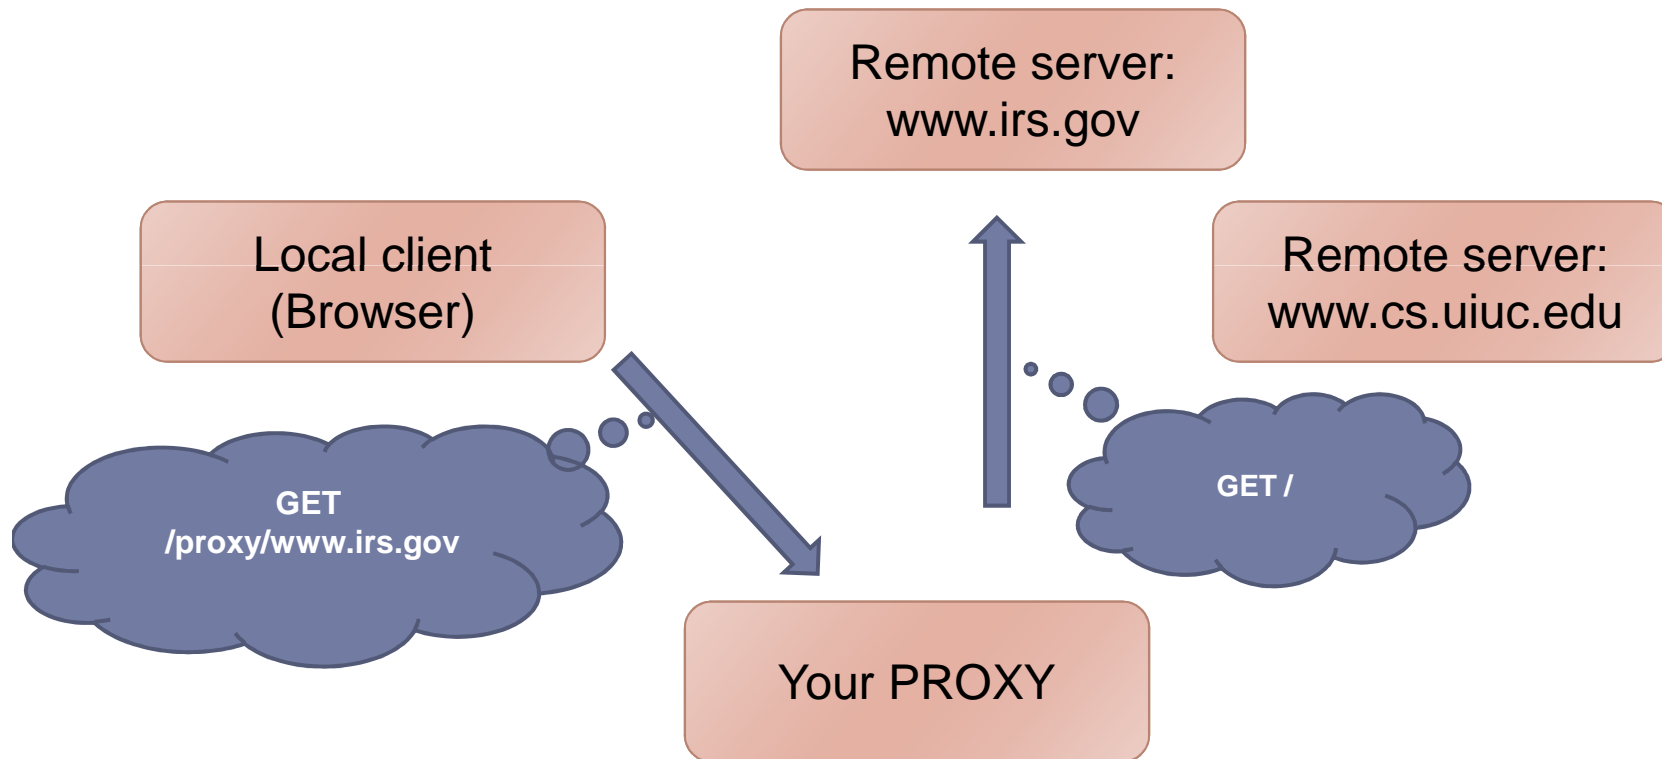 Remote server:
www.irs.gov
Local client
(Browser)
Remote server:
www.cs.uiuc.edu
GET
/proxy/www.irs.gov
GET /
Your PROXY